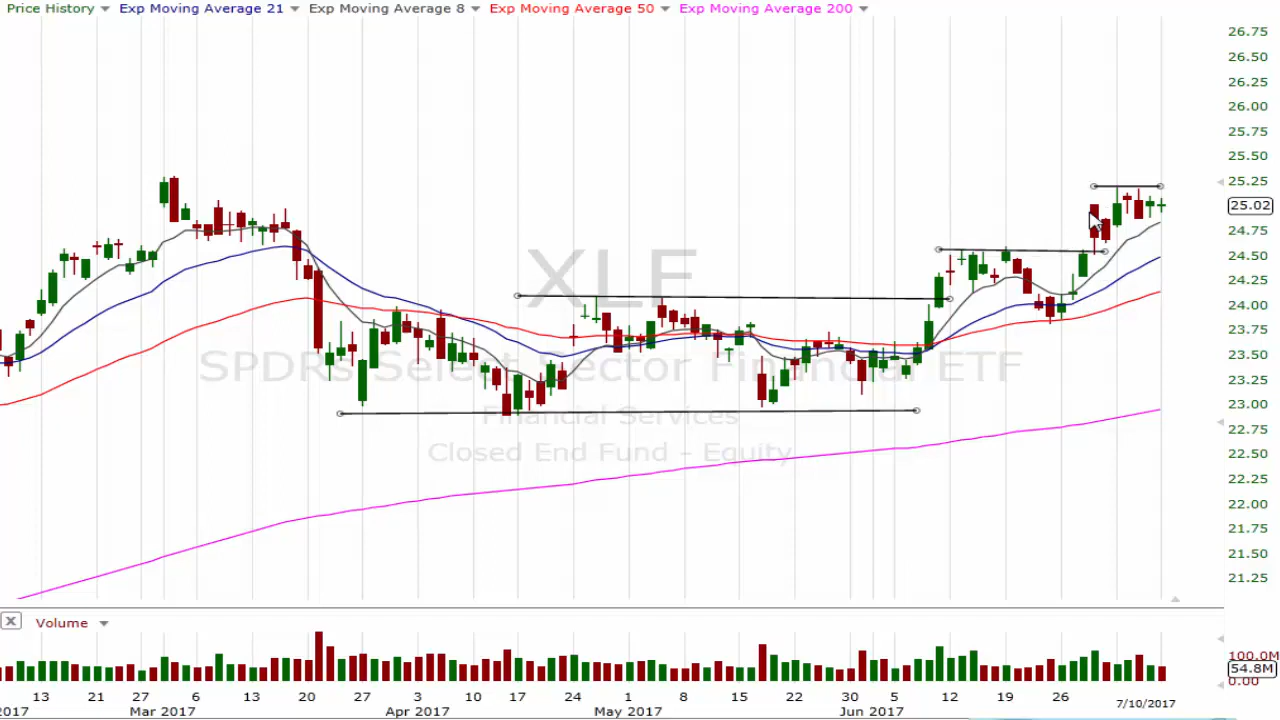 Price History Exp Moving Average 21 Exp Moving Average 8 Exp Moving Average 50 Exp Moving Average 200
26.75
26.50
26.25
26.00
25.75
25.50
25.25
25.02
24.75
24.50
24.25
24.00
23.75
23.50
23.25
23.00
22.75
22.50
22.25
22.00
21.75
21.50
21.25
XLF
SPDRS Select Sector Financial ETF
Financial Services
Closed End Fund - Equity
X Volume
100.0M
54.8M
0.00
13 21 27 6 13 20 27 3 10 17 24 1 8 15 22 30 5 12 19 26 7/10/2017
2017 Mar 2017 Apr 2017 May 2017 Jun 2017